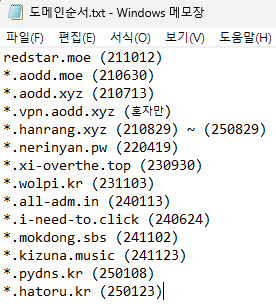 도메인순서.txt - Windows 메모장
파일(F) 편집(E) 서식(O) 보기(V) 도움말(H)
redstar.moe (211012)
*.aodd.moe (210630)
*.aodd.xyz (210713)
*.vpn.aodd.xyz (혼자만)
*.hanrang.xyz (210829) ~ (250829)
*.nerinyan.pw (220419)
*.xi-overthe.top (230930)
*.wolpi.kr (231103)
*.all-adm.in (240113)
*.i-need-to.click (240624)
*.mokdong.sbs (241102)
*.kizuna.music (241123)
*.pydns.kr (250108)
*.hatoru.kr (250123)